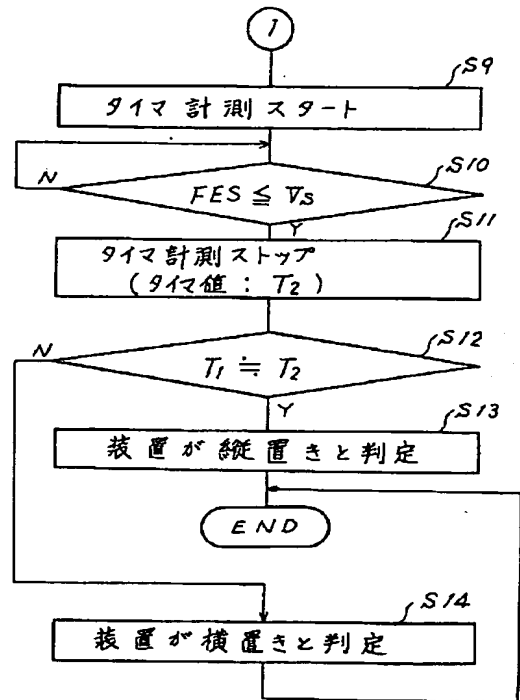 1
S9
タイマ計測スタート
S10
N
FES ≦ Vs
Y
S11
タイマ計測ストップ
(タイマ値:T2)
S12
N
T1 ≒ T2
Y
S13
装置が縦置きと判定
END
S14
装置が横置きと判定